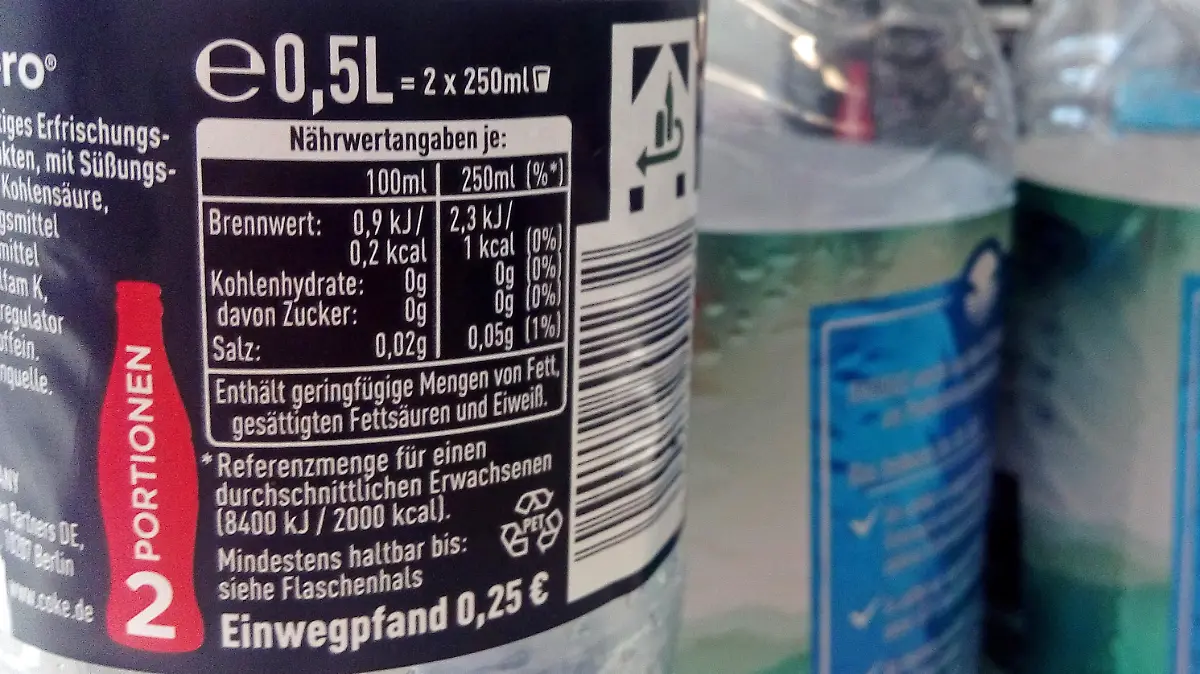 ro®
iges Erfrischungs-
kten, mit Süßungs-
Kohlensäure,
gsmittel
mittel
lfam K,
regulator
offein.
nquelle.
ANY
Partners DE,
Berlin
www.coke.de
2 PORTIONEN
e 0,5L = 2 x 250ml
Nährwertangaben je:
100ml 250ml (%*)
Brennwert: 0,9 kJ/ 2,3 kJ/
0,2 kcal 1 kcal (0%)
Kohlenhydrate: 0g 0g (0%)
davon Zucker: 0g 0g (0%)
Salz: 0,02g 0,05g (1%)
Enthält geringfügige Mengen von Fett,
gesättigten Fettsäuren und Eiweiß.
*Referenzmenge für einen
durchschnittlichen Erwachsenen
(8400 kJ / 2000 kcal).
Mindestens haltbar bis:
siehe Flaschenhals
PET
Einwegpfand 0,25 €